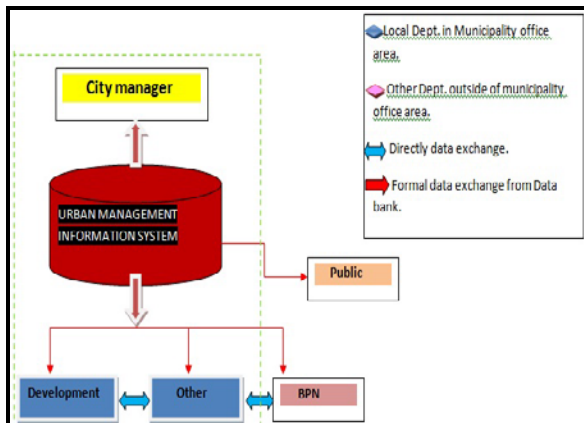 City manager
URBAN MANAGEMENT
INFORMATION SYSTEM
Public
Development
Other
BPN
Local Dept. in Municipality office
area.
Other Dept. outside of municipality
office area.
Directly data exchange.
Formal data exchange from Data
bank.